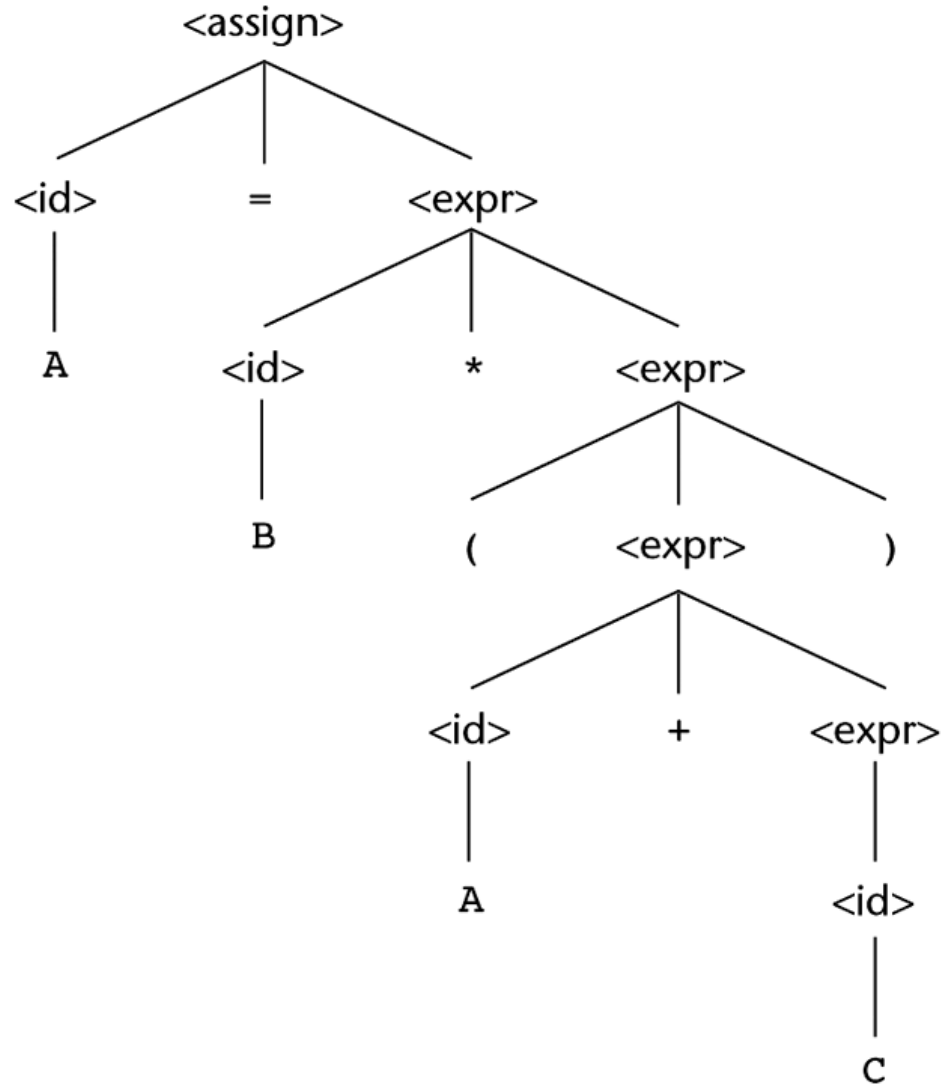 <assign>
<id> = <expr>
A <id> * <expr>
B ( <expr> )
<id> + <expr>
A <id>
C